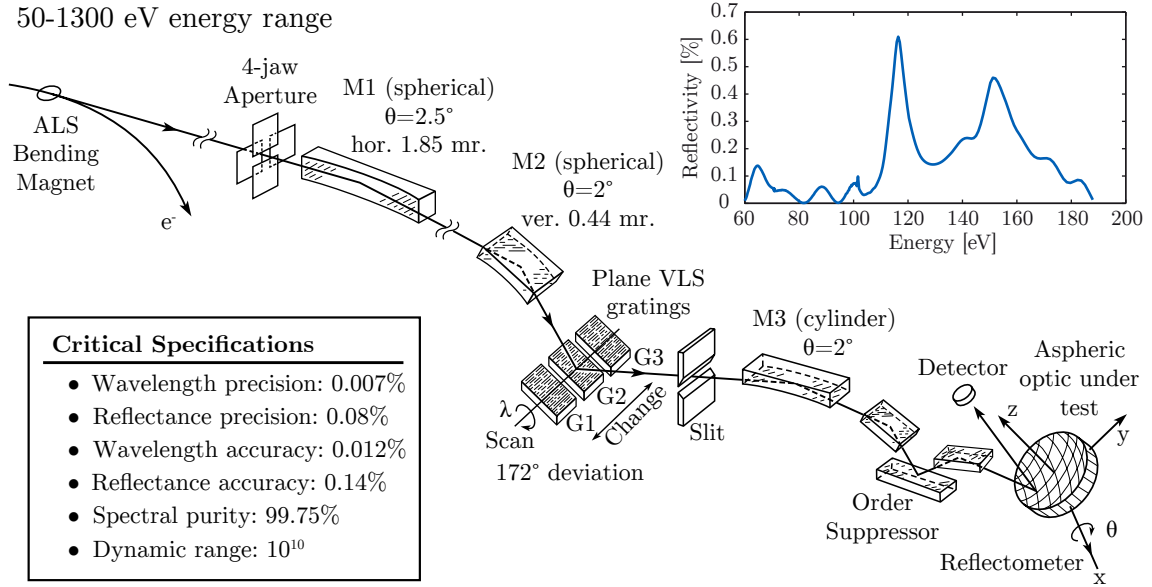 50-1300 eV energy range
4-jaw
Aperture
M1 (spherical)
θ=2.5°
hor. 1.85 mr.
ALS
Bending
Magnet
e-
M2 (spherical)
θ=2°
ver. 0.44 mr.
0.7
0.6
0.5
0.4
0.3
0.2
0.1
0
Reflectivity [%]
60
80
100
120
140
160
180
200
Energy [eV]
Plane VLS
gratings
G3
G2
G1
Change
λ
Scan
172° deviation
Slit
M3 (cylinder)
θ=2°
Detector
Aspheric
optic under
test
z
y
Order
Suppressor
θ
Reflectometer
x
Critical Specifications
• Wavelength precision: 0.007%
• Reflectance precision: 0.08%
• Wavelength accuracy: 0.012%
• Reflectance accuracy: 0.14%
• Spectral purity: 99.75%
• Dynamic range: 10¹⁰